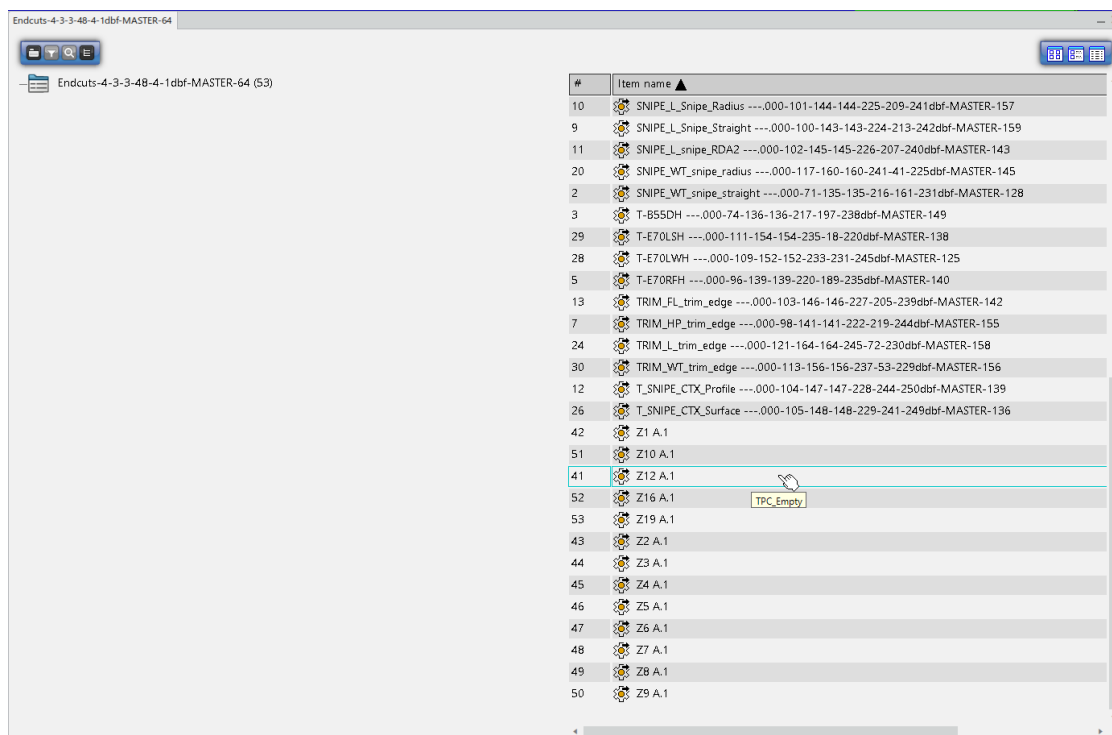 Endcuts-4-3-3-48-4-1dbf-MASTER-64
Endcuts-4-3-3-48-4-1dbf-MASTER-64 (53)
# Item name
10 SNIPE_L_Snipe_Radius ---.000-101-144-144-225-209-241dbf-MASTER-157
9 SNIPE_L_Snipe_Straight ---.000-100-143-143-224-213-242dbf-MASTER-159
11 SNIPE_L_snipe_RDA2 ---.000-102-145-145-226-207-240dbf-MASTER-143
20 SNIPE_WT_snipe_radius ---.000-117-160-160-241-41-225dbf-MASTER-145
2 SNIPE_WT_snipe_straight ---.000-71-135-135-216-161-231dbf-MASTER-128
3 T-B55DH ---.000-74-136-136-217-197-238dbf-MASTER-149
29 T-E70LSH ---.000-111-154-154-235-18-220dbf-MASTER-138
28 T-E70LWH ---.000-109-152-152-233-231-245dbf-MASTER-125
5 T-E70RFH ---.000-96-139-139-220-189-235dbf-MASTER-140
13 TRIM_FL_trim_edge ---.000-103-146-146-227-205-239dbf-MASTER-142
7 TRIM_HP_trim_edge ---.000-98-141-141-222-219-244dbf-MASTER-155
24 TRIM_L_trim_edge ---.000-121-164-164-245-72-230dbf-MASTER-158
30 TRIM_WT_trim_edge ---.000-113-156-156-237-53-229dbf-MASTER-156
12 T_SNIPE_CTX_Profile ---.000-104-147-147-228-244-250dbf-MASTER-139
26 T_SNIPE_CTX_Surface ---.000-105-148-148-229-241-249dbf-MASTER-136
42 Z1 A.1
51 Z10 A.1
41 Z12 A.1
52 Z16 A.1
TPC_Empty
53 Z19 A.1
43 Z2 A.1
44 Z3 A.1
45 Z4 A.1
46 Z5 A.1
47 Z6 A.1
48 Z7 A.1
49 Z8 A.1
50 Z9 A.1